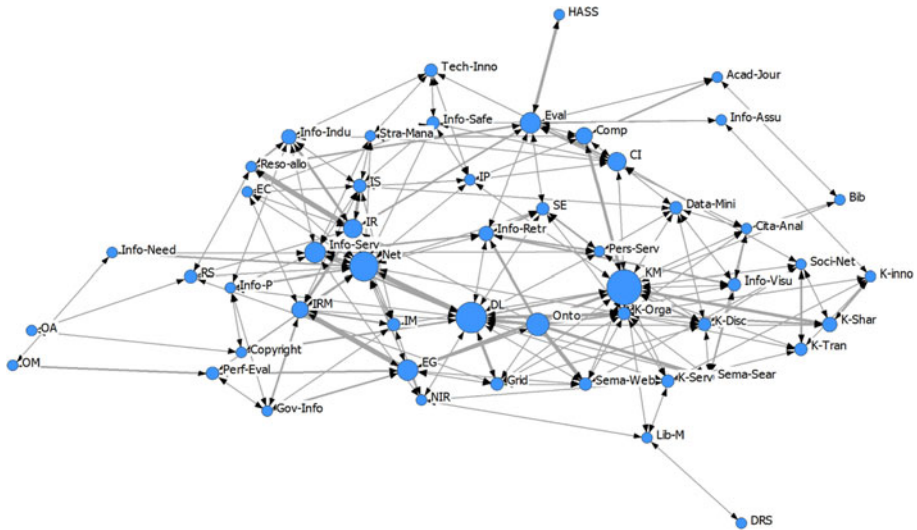 HASS
Tech-Inno
Acad-Jour
Info-Safe
Eval
Info-Assu
Info-Indu
Stra-Mana
Comp
CI
Reso-allo
IP
EC
IS
Bib
SE
Data-Mini
IR
Info-Retr
Cita-Anal
Info-Need
Info-Serv
Net
Pers-Serv
Soci-Net
RS
Info-P
KM
Info-Visu
K-inno
IRM
DL
K-Orga
IM
Onto
K-Disc
K-Shar
OA
Copyright
K-Tran
OM
Perf-Eval
EG
Grid
Sema-Web
K-Serv
Sema-Sear
NIR
Gov-Info
Lib-M
DRS